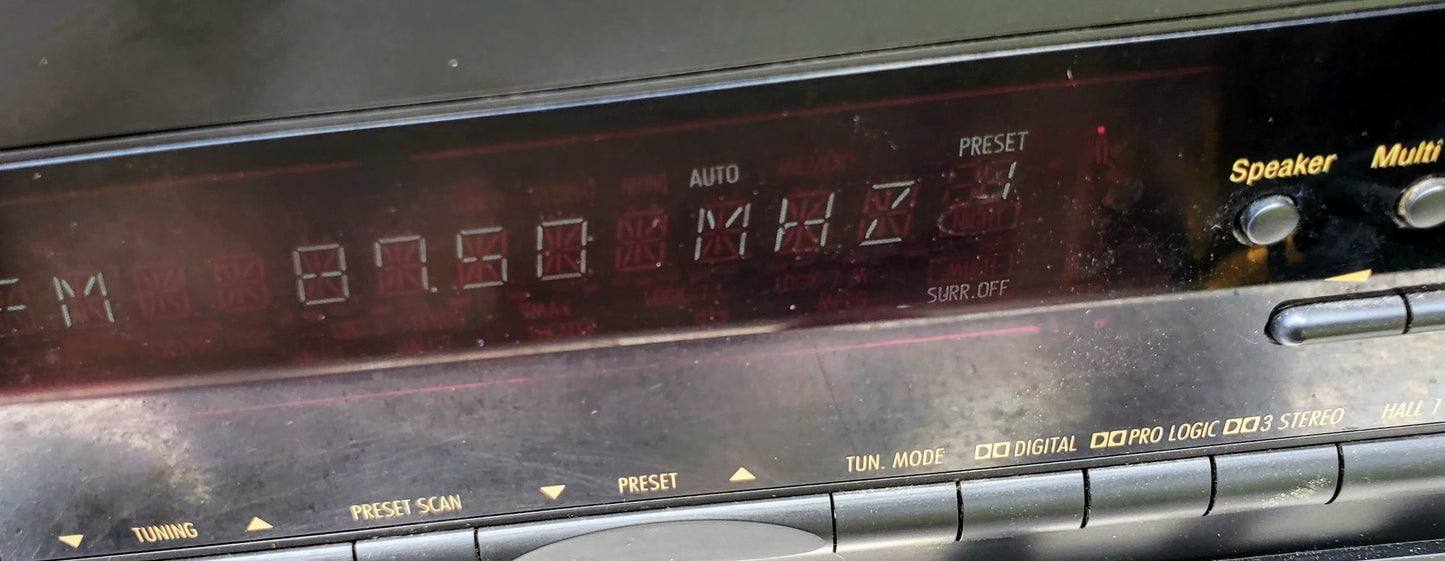 PRESET
AUTO 1
FM 87.50 MHZ
NIGHT
SURR.OFF
Speaker Multi
TUNING PRESET SCAN PRESET TUN. MODE DIGITAL PRO LOGIC 3 STEREO HALL 1